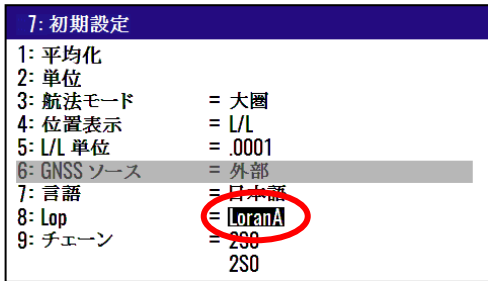 7: 初期設定
1: 平均化
2: 単位
3: 航法モード = 大圏
4: 位置表示 = L/L
5: L/L 単位 = .0001
6: GNSS ソース = 外部
7: 言語 = 日本語
8: Lop = LoranA
9: チェーン = 2S0
2S0